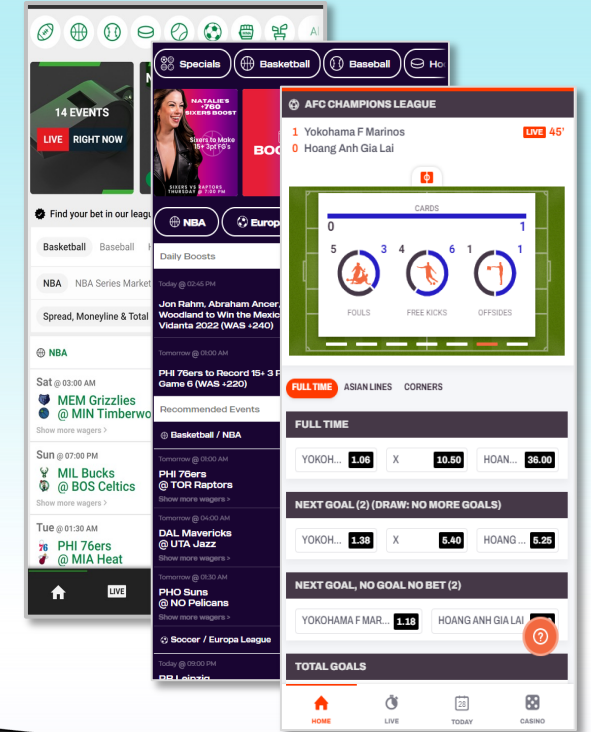 14 EVENTS
LIVE RIGHT NOW
Find your bet in our
Basketball Baseball
NBA NBA Series Market
Spread, Moneyline & Total
NBA
Sat @ 03:00 AM
MEM Grizzlies
@ MIN Timberwo
Show more wagers >
Sun @ 07:00 PM
MIL Bucks
@ BOS Celtics
Show more wagers >
Tue @ 01:30 AM
PHI 76ers
@ MIA Heat
LIVE
Specials Basketball Baseball
NATALIE'S
+760
SIXERS BOOST
Sixers to Make
15+ 3pt FG's
SIXERS VS RAPTORS
THURSDAY @ 7:00 PM
NBA Europ
Daily Boosts
Today @ 02:45 PM
Jon Rahm, Abraham Ancer,
Woodland to Win the Mexic
Vidanta 2022 (WAS +240)
Tomorrow @ 01:00 AM
PHI 76ers to Record 15+ 3 P
Game 6 (WAS +220)
Recommended Events
Basketball / NBA
Tomorrow @ 01:00 AM
PHI 76ers
@ TOR Raptors
Show more wagers >
Tomorrow @ 04:00 AM
DAL Mavericks
@ UTA Jazz
Show more wagers >
Tomorrow @ 01:30 AM
PHO Suns
@ NO Pelicans
Show more wagers >
Soccer / Europa League
Today @ 09:00 PM
RB Leipzig
AFC CHAMPIONS LEAGUE
1 Yokohama F Marinos LIVE 45'
0 Hoang Anh Gia Lai
CARDS
0 1
5 3 4 6 1 1
FOULS FREE KICKS OFFSIDES
FULL TIME ASIAN LINES CORNERS
FULL TIME
YOKOH... 1.06 X 10.50 HOAN... 36.00
NEXT GOAL (2) (DRAW: NO MORE GOALS)
YOKOH... 1.38 X 5.40 HOANG ... 5.25
NEXT GOAL, NO GOAL NO BET (2)
YOKOHAMA F MAR... 1.18 HOANG ANH GIA LAI
TOTAL GOALS
28
HOME LIVE TODAY CASINO